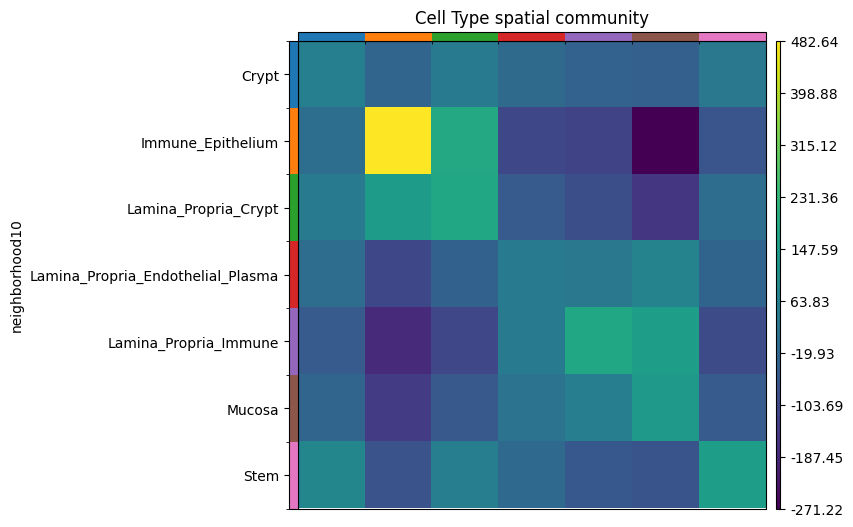 Cell Type spatial community
neighborhood10
Crypt
Immune_Epithelium
Lamina_Propria_Crypt
Lamina_Propria_Endothelial_Plasma
Lamina_Propria_Immune
Mucosa
Stem
482.64
398.88
315.12
231.36
147.59
63.83
-19.93
-103.69
-187.45
-271.22